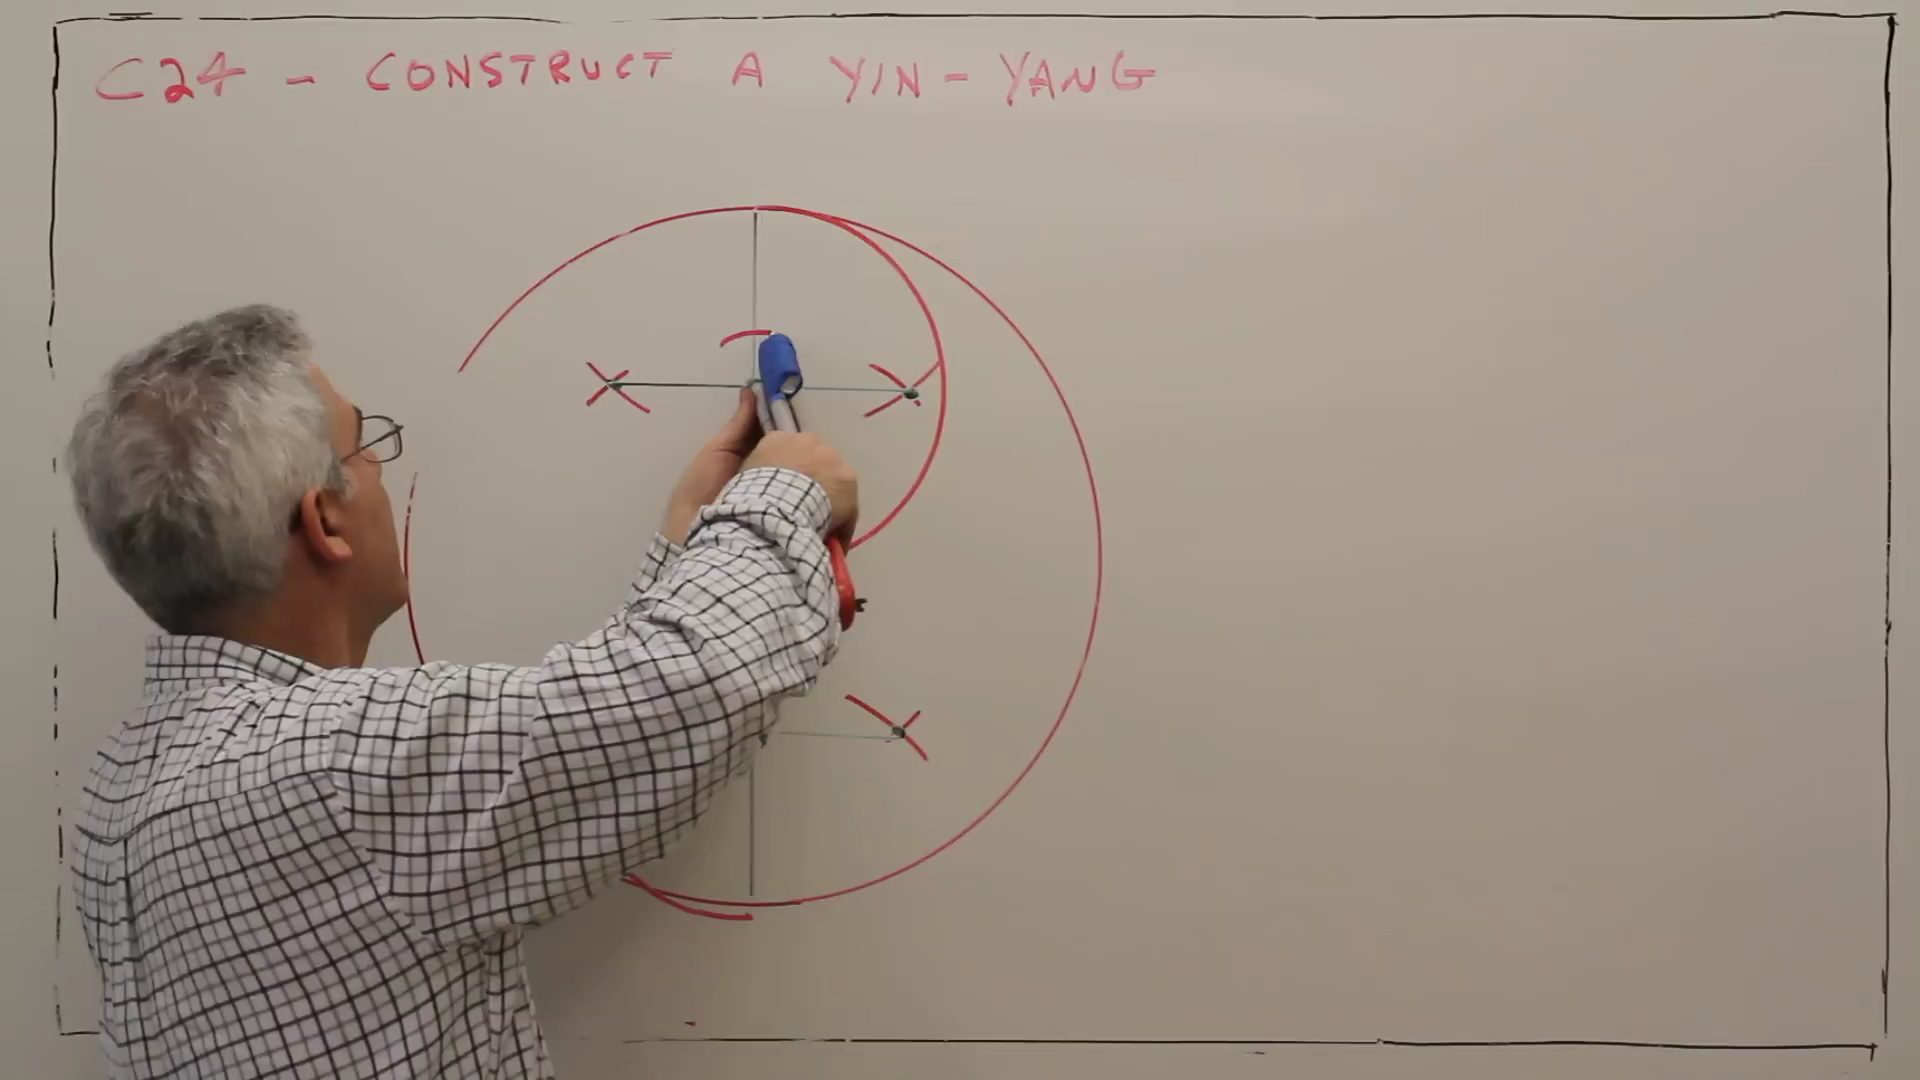 C24 - CONSTRUCT A YIN - YANG